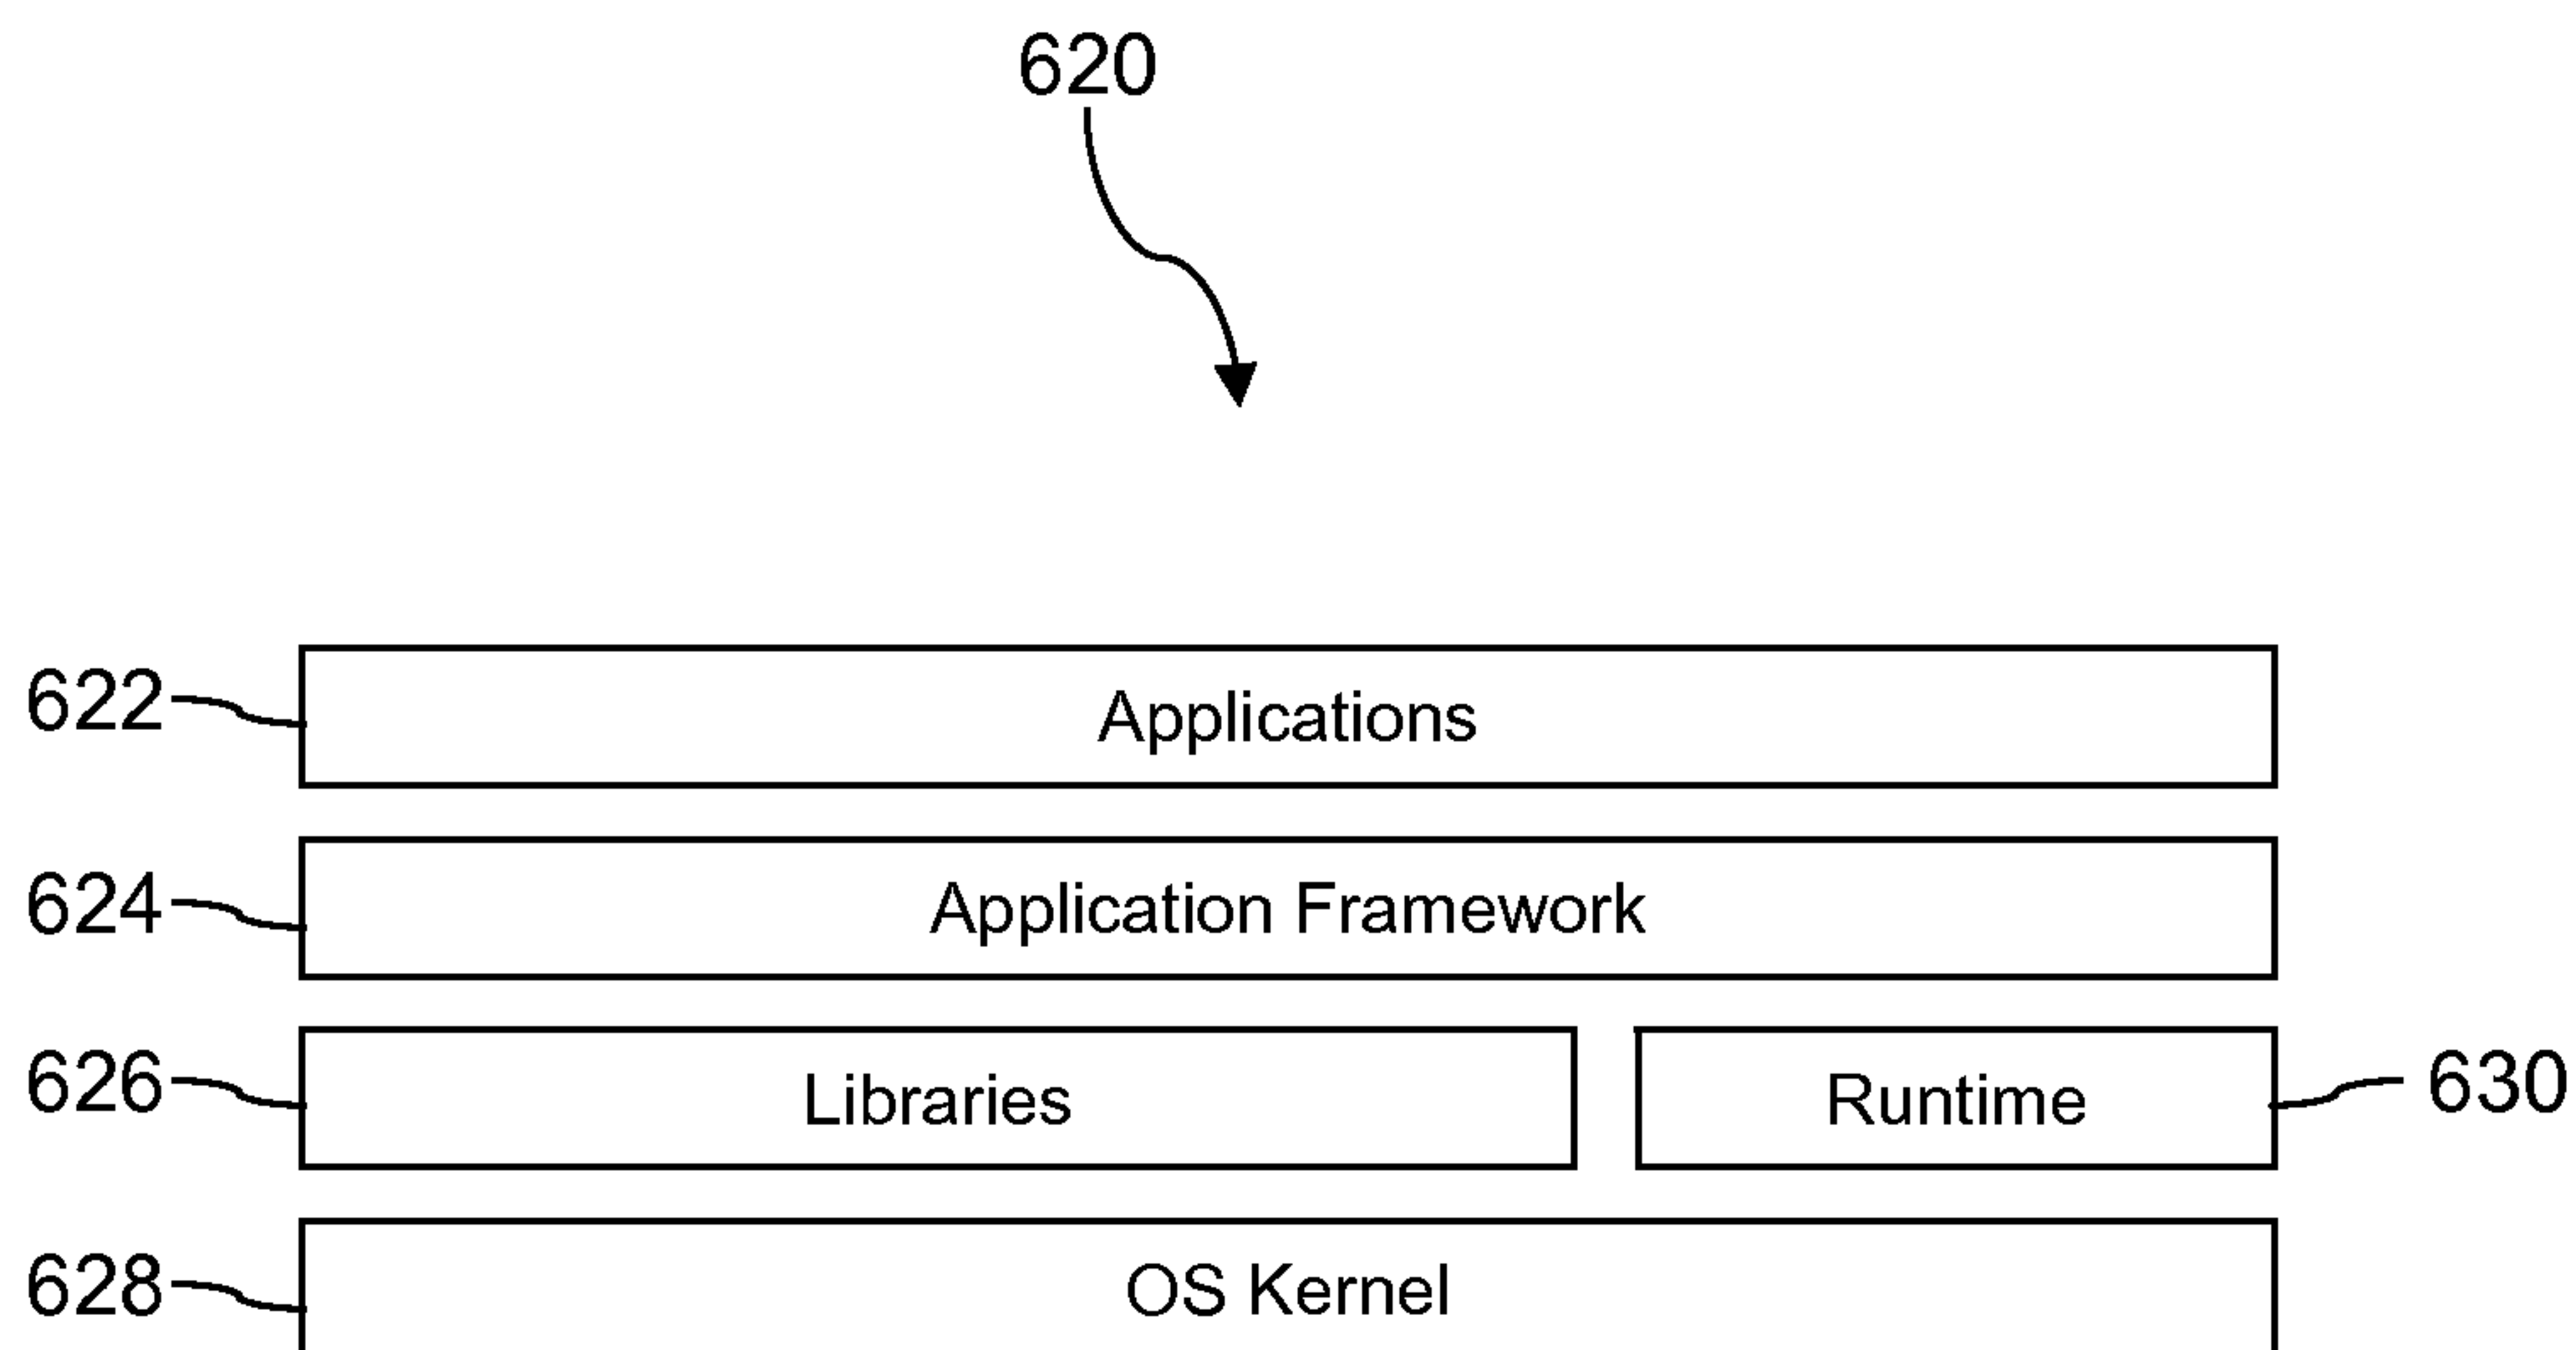 620
622 Applications
624 Application Framework
626 Libraries Runtime 630
628 OS Kernel